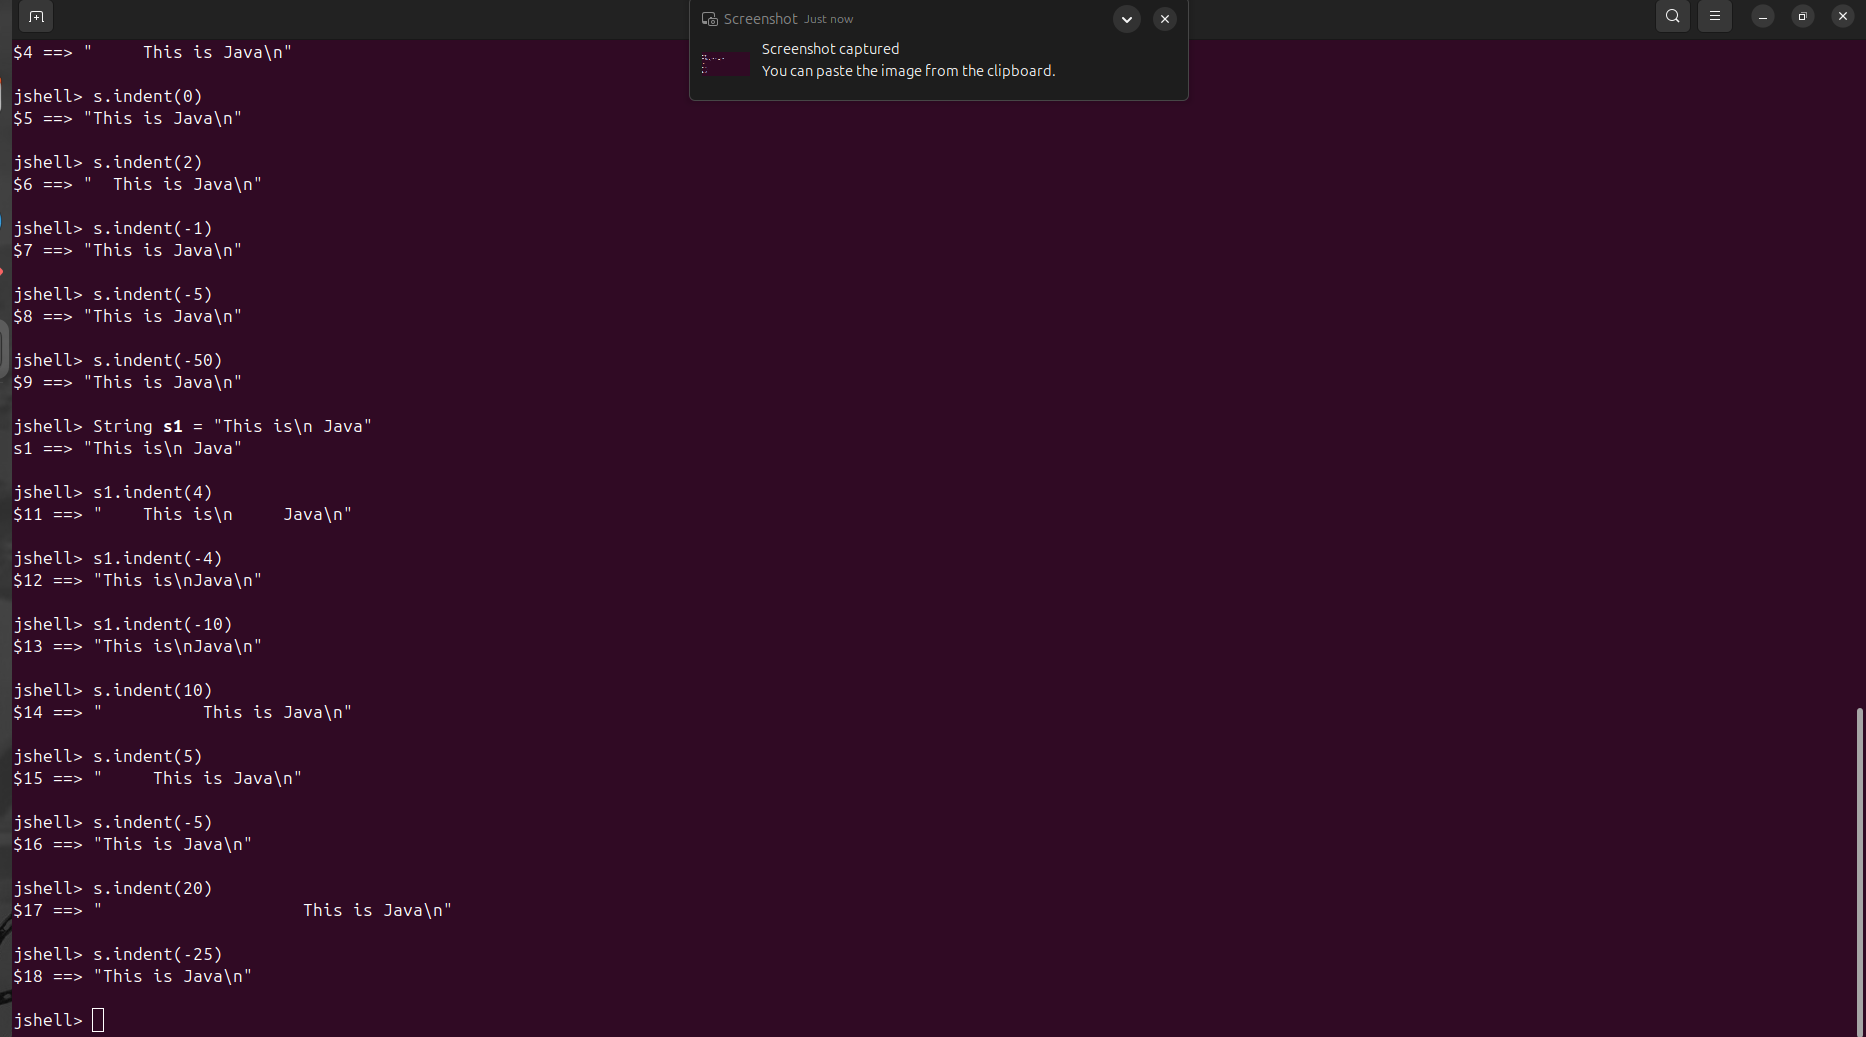 Screenshot Just now
Screenshot captured
You can paste the image from the clipboard.
$4 ==> "     This is Java\n"
jshell> s.indent(0)
$5 ==> "This is Java\n"
jshell> s.indent(2)
$6 ==> "  This is Java\n"
jshell> s.indent(-1)
$7 ==> "This is Java\n"
jshell> s.indent(-5)
$8 ==> "This is Java\n"
jshell> s.indent(-50)
$9 ==> "This is Java\n"
jshell> String s1 = "This is\n Java"
s1 ==> "This is\n Java"
jshell> s1.indent(4)
$11 ==> "    This is\n     Java\n"
jshell> s1.indent(-4)
$12 ==> "This is\nJava\n"
jshell> s1.indent(-10)
$13 ==> "This is\nJava\n"
jshell> s.indent(10)
$14 ==> "          This is Java\n"
jshell> s.indent(5)
$15 ==> "     This is Java\n"
jshell> s.indent(-5)
$16 ==> "This is Java\n"
jshell> s.indent(20)
$17 ==> "                    This is Java\n"
jshell> s.indent(-25)
$18 ==> "This is Java\n"
jshell>